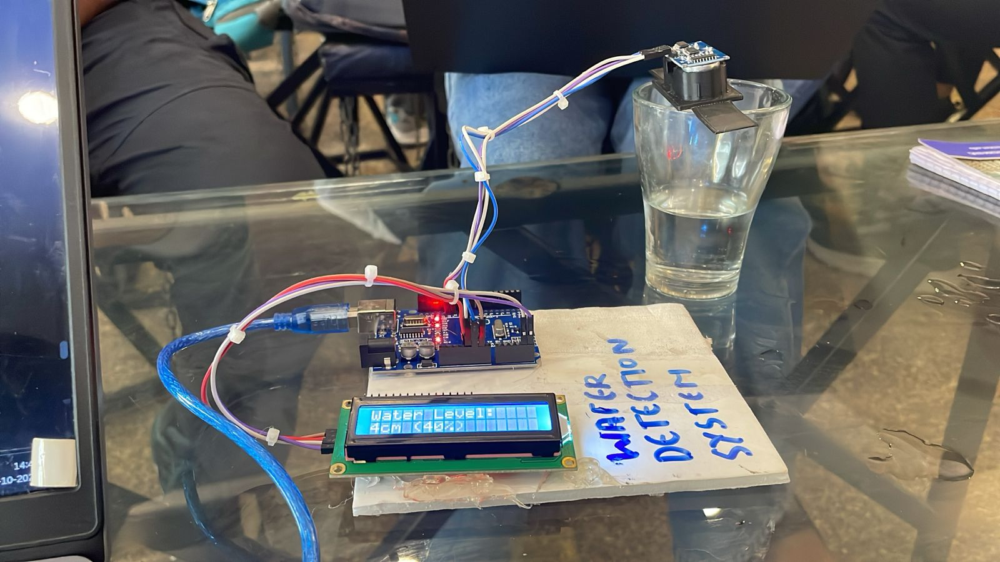 Water Level:
4cm (40%)
WATER
DETECTION
SYSTEM